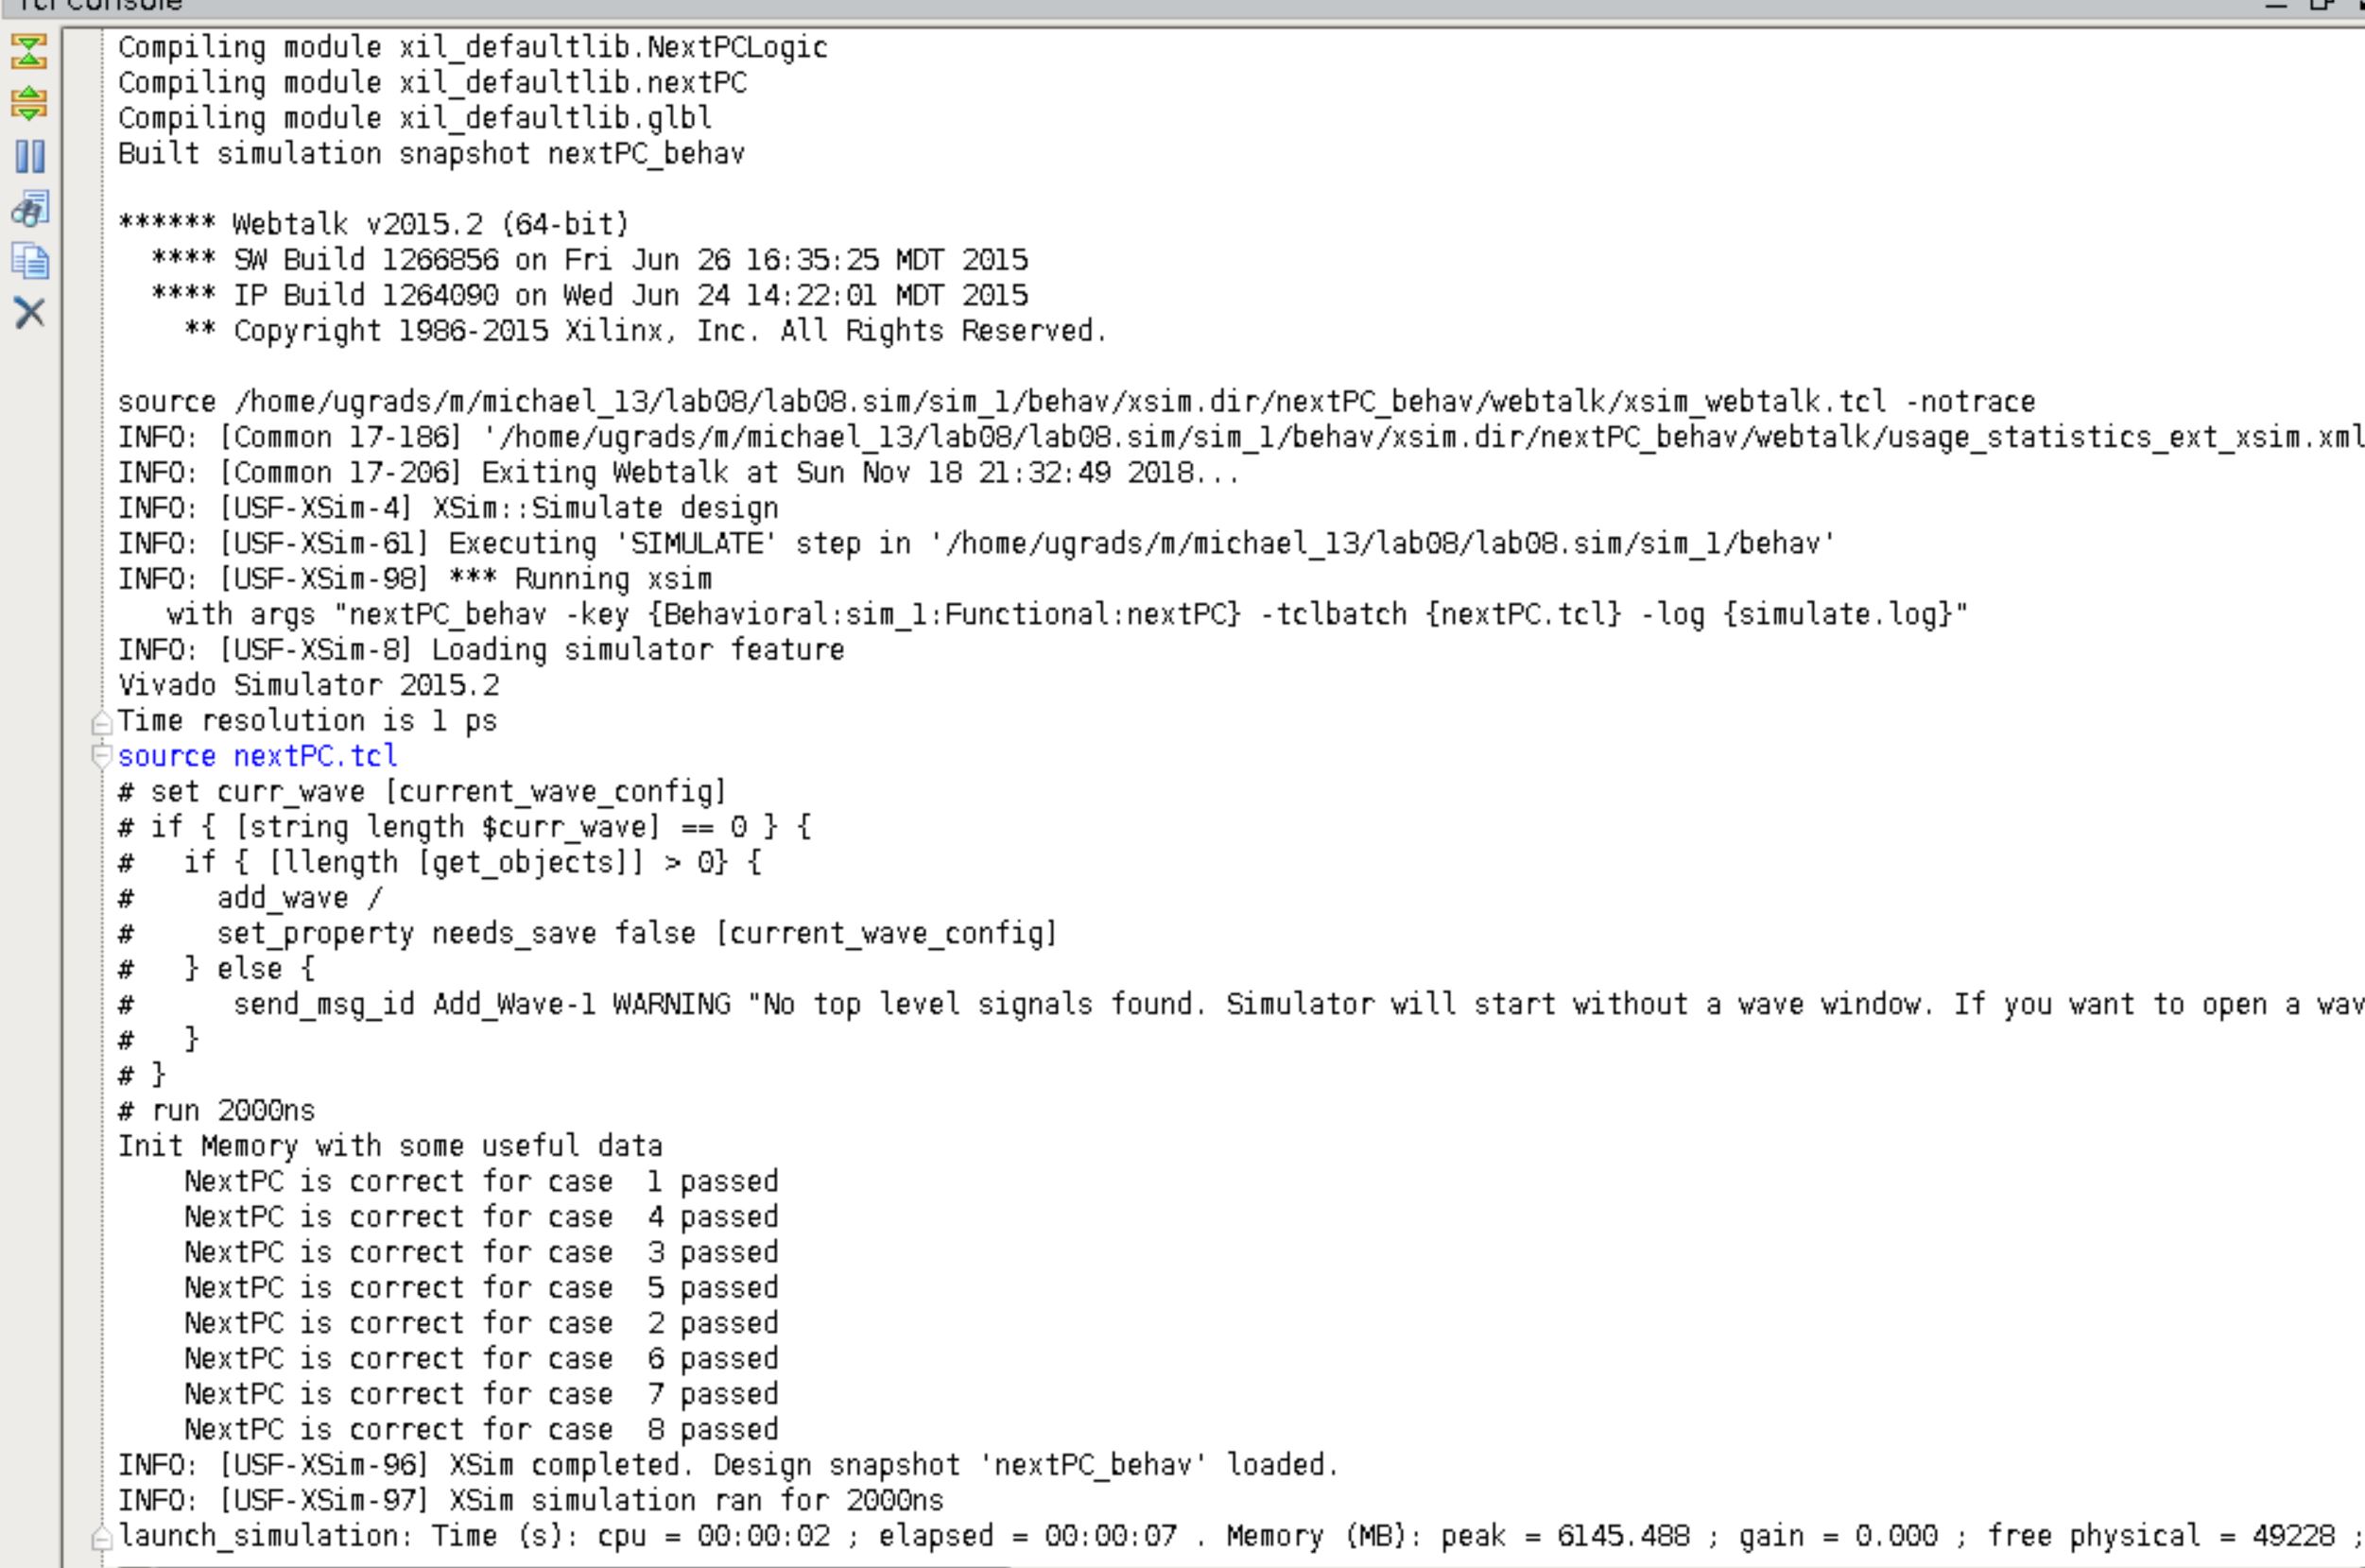 Tcl Console
Compiling module xil_defaultlib.NextPCLogic
Compiling module xil_defaultlib.nextPC
Compiling module xil_defaultlib.glbl
Built simulation snapshot nextPC_behav

****** Webtalk v2015.2 (64-bit)
  **** SW Build 1266856 on Fri Jun 26 16:35:25 MDT 2015
  **** IP Build 1264090 on Wed Jun 24 14:22:01 MDT 2015
    ** Copyright 1986-2015 Xilinx, Inc. All Rights Reserved.

source /home/ugrads/m/michael_13/lab08/lab08.sim/sim_1/behav/xsim.dir/nextPC_behav/webtalk/xsim_webtalk.tcl -notrace
INFO: [Common 17-186] '/home/ugrads/m/michael_13/lab08/lab08.sim/sim_1/behav/xsim.dir/nextPC_behav/webtalk/usage_statistics_ext_xsim.xml
INFO: [Common 17-206] Exiting Webtalk at Sun Nov 18 21:32:49 2018...
INFO: [USF-XSim-4] XSim::Simulate design
INFO: [USF-XSim-61] Executing 'SIMULATE' step in '/home/ugrads/m/michael_13/lab08/lab08.sim/sim_1/behav'
INFO: [USF-XSim-98] *** Running xsim
   with args "nextPC_behav -key {Behavioral:sim_1:Functional:nextPC} -tclbatch {nextPC.tcl} -log {simulate.log}"
INFO: [USF-XSim-8] Loading simulator feature
Vivado Simulator 2015.2
Time resolution is 1 ps
source nextPC.tcl
# set curr_wave [current_wave_config]
# if { [string length $curr_wave] == 0 } {
#   if { [llength [get_objects]] > 0} {
#     add_wave /
#     set_property needs_save false [current_wave_config]
#   } else {
#      send_msg_id Add_Wave-1 WARNING "No top level signals found. Simulator will start without a wave window. If you want to open a wav
#   }
# }
# run 2000ns
Init Memory with some useful data
    NextPC is correct for case  1 passed
    NextPC is correct for case  4 passed
    NextPC is correct for case  3 passed
    NextPC is correct for case  5 passed
    NextPC is correct for case  2 passed
    NextPC is correct for case  6 passed
    NextPC is correct for case  7 passed
    NextPC is correct for case  8 passed
INFO: [USF-XSim-96] XSim completed. Design snapshot 'nextPC_behav' loaded.
INFO: [USF-XSim-97] XSim simulation ran for 2000ns
launch_simulation: Time (s): cpu = 00:00:02 ; elapsed = 00:00:07 . Memory (MB): peak = 6145.488 ; gain = 0.000 ; free physical = 49228 ;